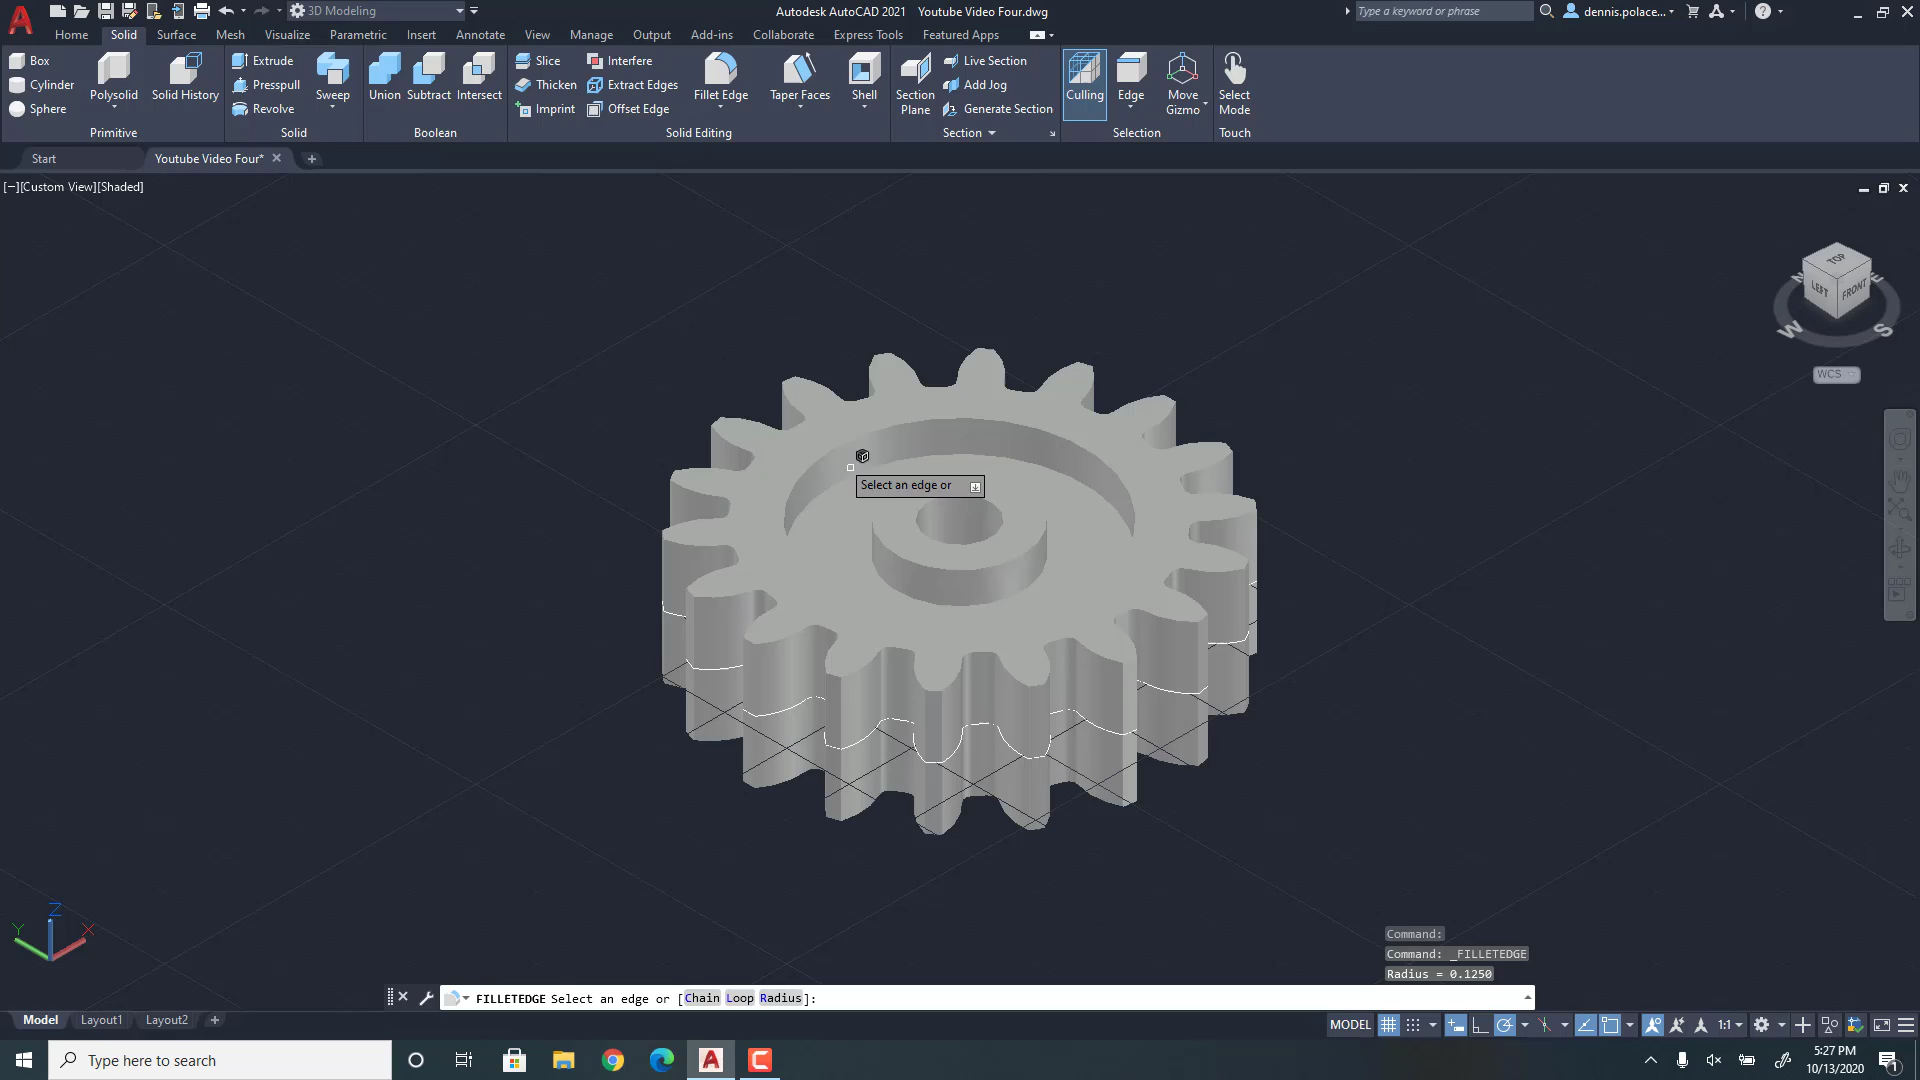 3D Modeling
Autodesk AutoCAD 2021 Youtube Video Four.dwg
Type a keyword or phrase
dennis.polace...
Home Solid Surface Mesh Visualize Parametric Insert Annotate View Manage Output Add-ins Collaborate Express Tools Featured Apps
Box
Cylinder
Sphere
Polysolid
Solid History
Primitive
Extrude
Presspull
Revolve
Sweep
Solid
Union Subtract Intersect
Boolean
Slice
Thicken
Imprint
Interfere
Extract Edges
Offset Edge
Fillet Edge
Taper Faces
Shell
Solid Editing
Section
Plane
Live Section
Add Jog
Generate Section
Section
Culling
Edge
Move
Gizmo
Selection
Select
Mode
Touch
Start
Youtube Video Four*
[−][Custom View][Shaded]
TOP
LEFT
FRONT
N
E
W
S
WCS
Select an edge or
Z
Y
X
Command:
Command: _FILLETEDGE
Radius = 0.1250
FILLETEDGE Select an edge or [Chain Loop Radius]:
Model Layout1 Layout2
MODEL
1:1
Type here to search
5:27 PM
10/13/2020
1